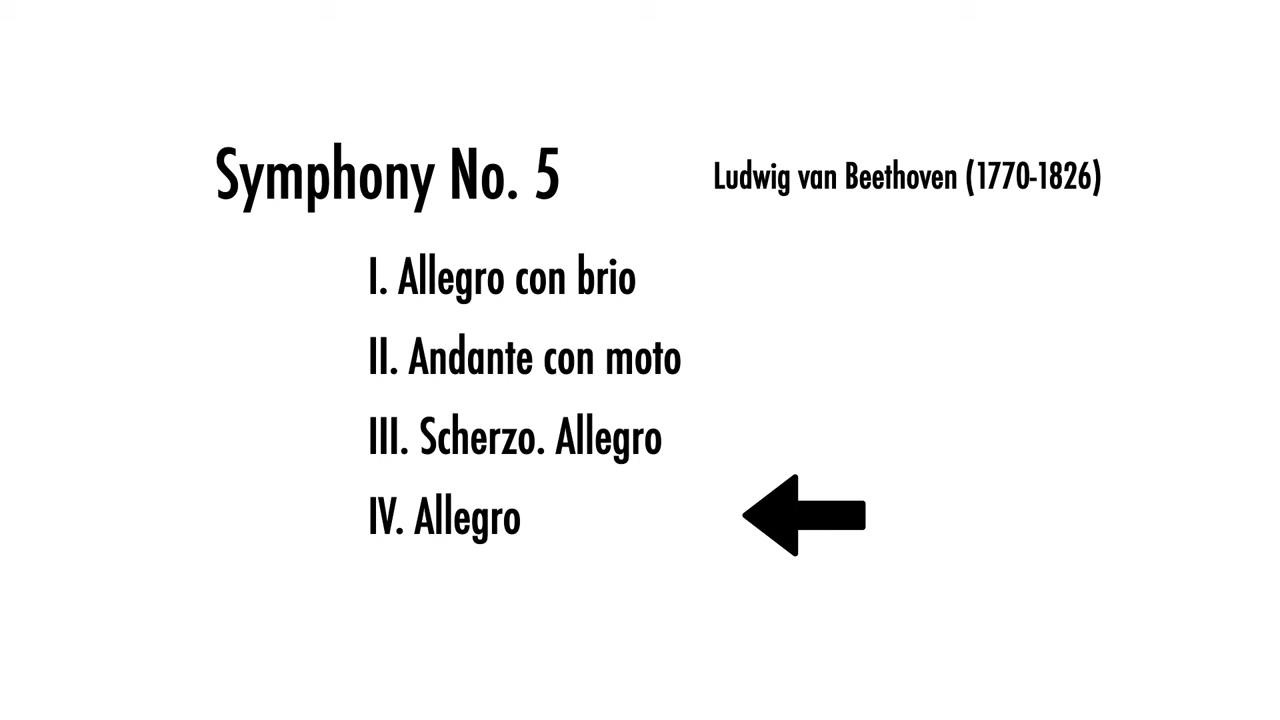 Symphony No. 5 Ludwig van Beethoven (1770-1826)
I. Allegro con brio
II. Andante con moto
III. Scherzo. Allegro
IV. Allegro